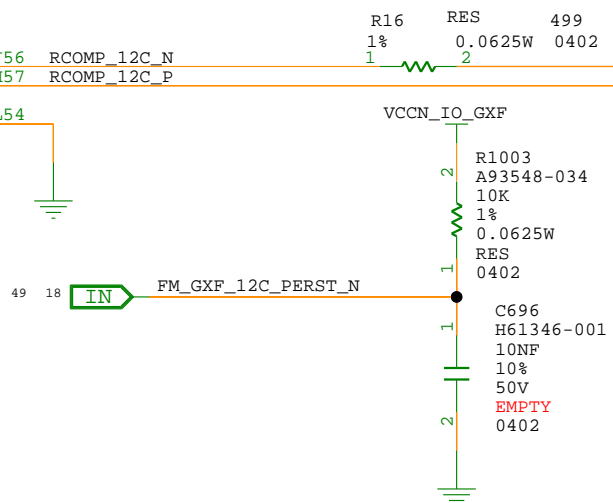 R16 RES 499
1% 0.0625W 0402
56 RCOMP_12C_N 1 2
57 RCOMP_12C_P
54
VCCN_IO_GXF
2
R1003
A93548-034
10K
1%
0.0625W
RES
0402
1
49 18 IN FM_GXF_12C_PERST_N
1
C696
H61346-001
10NF
10%
50V
EMPTY
0402
2